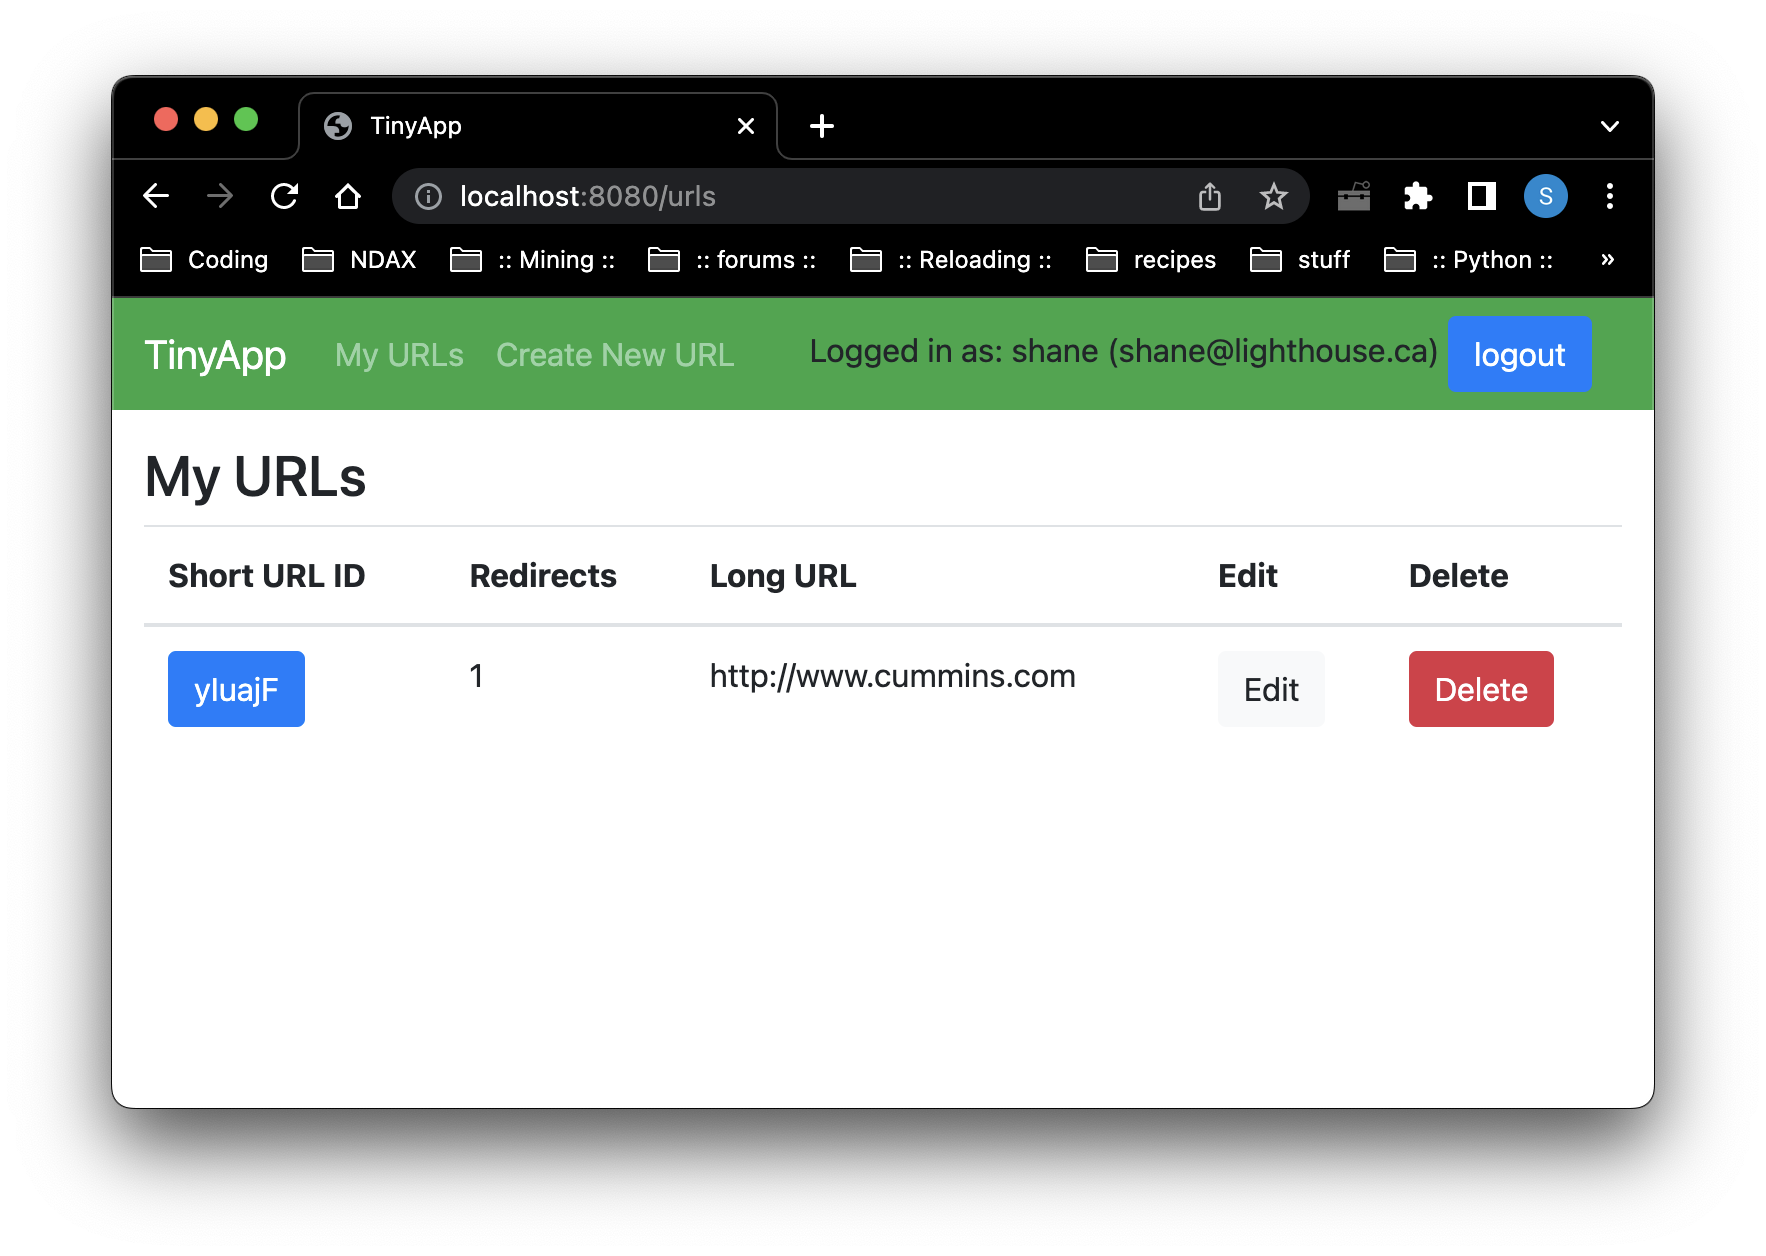 TinyApp
localhost:8080/urls
S
Coding NDAX :: Mining :: :: forums :: :: Reloading :: recipes stuff :: Python :: »
TinyApp My URLs Create New URL Logged in as: shane (shane@lighthouse.ca) logout
My URLs
Short URL ID Redirects Long URL Edit Delete
yluajF 1 http://www.cummins.com Edit Delete